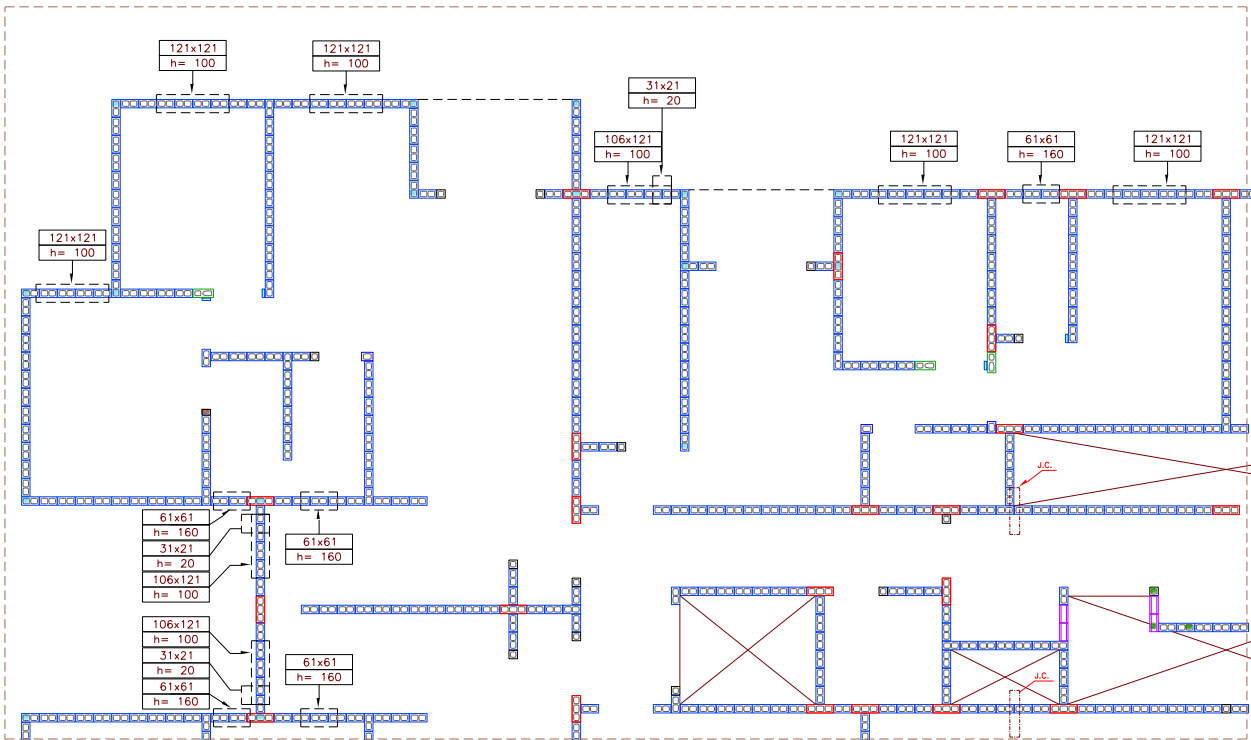 121x121
h= 100
121x121
h= 100
31x21
h= 20
106x121
h= 100
121x121
h= 100
61x61
h= 160
121x121
h= 100
121x121
h= 100
J.C.
61x61
h= 160
31x21
h= 20
106x121
h= 100
61x61
h= 160
106x121
h= 100
31x21
h= 20
61x61
h= 160
61x61
h= 160
J.C.